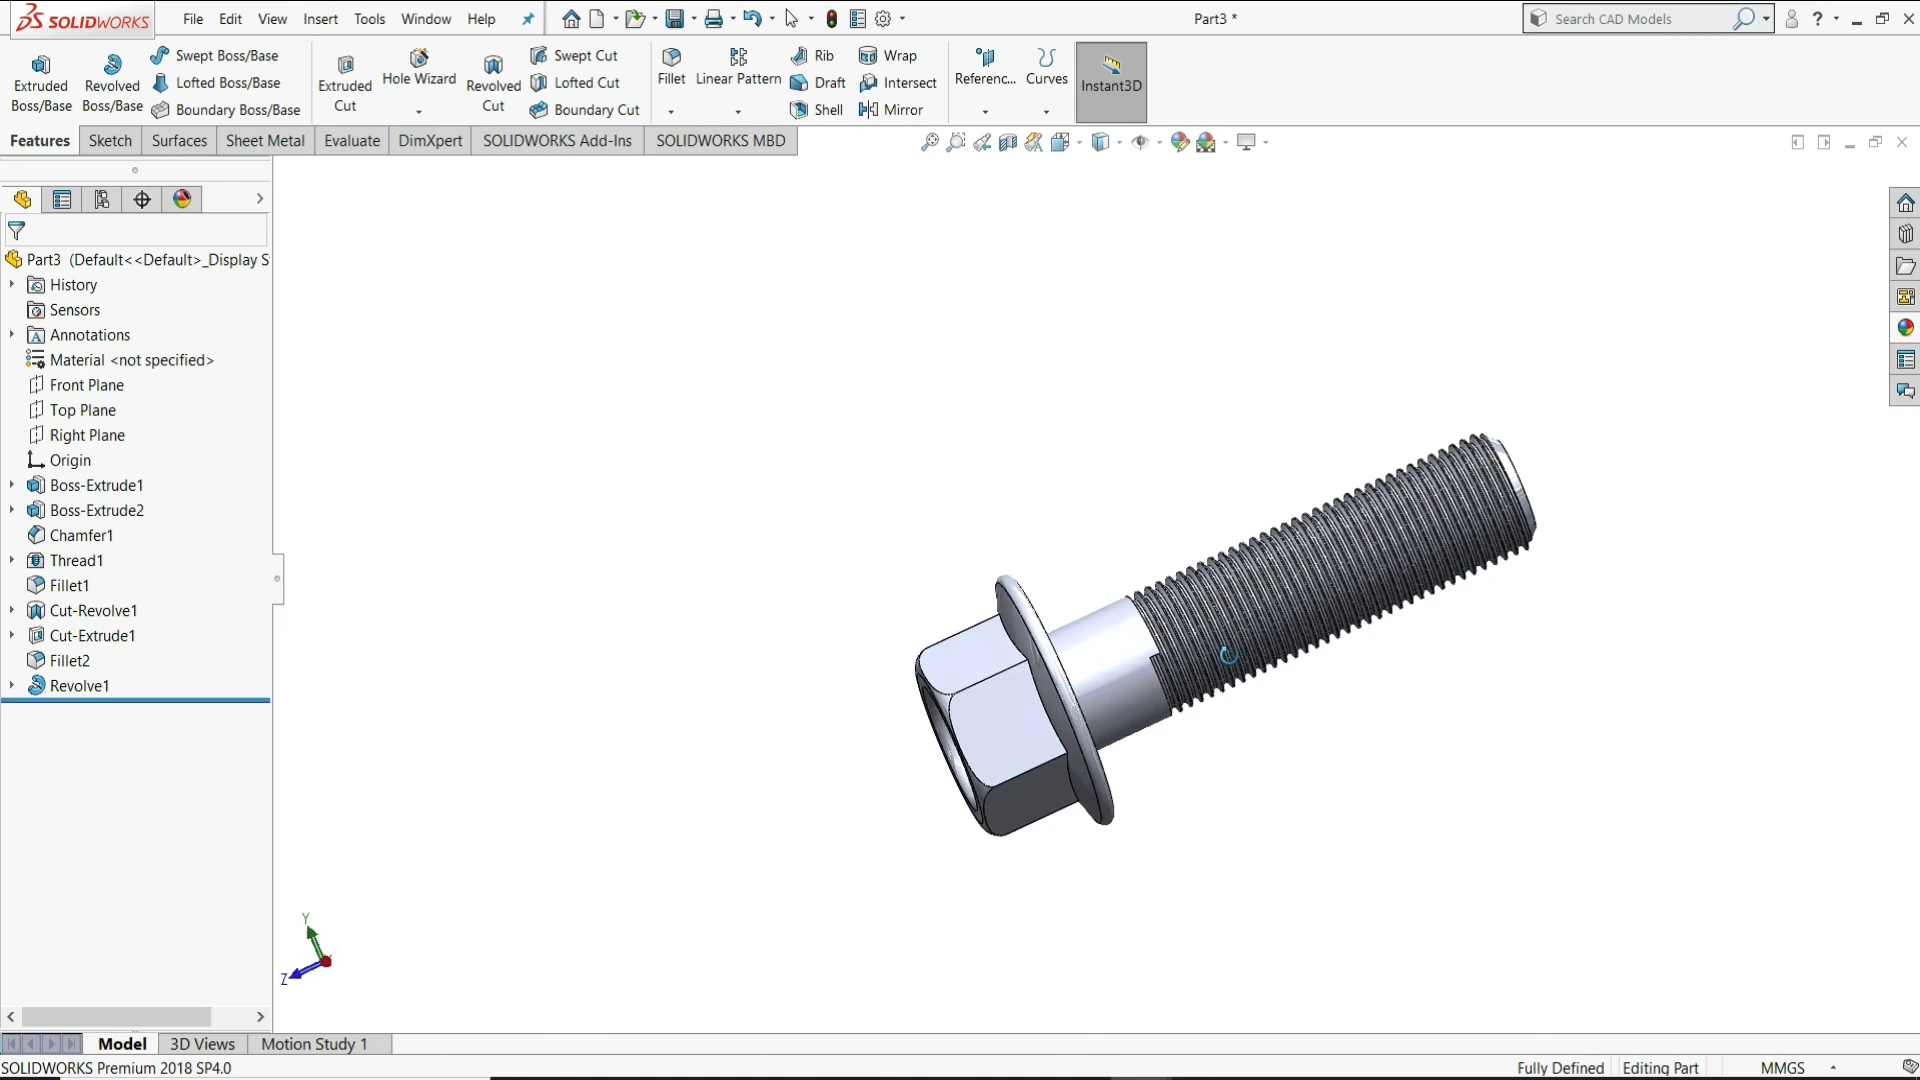 SOLIDWORKS File Edit View Insert Tools Window Help Part3 * Search CAD Models ?
Extruded Boss/Base
Revolved Boss/Base
Swept Boss/Base
Lofted Boss/Base
Boundary Boss/Base
Extruded Cut
Hole Wizard
Revolved Cut
Swept Cut
Lofted Cut
Boundary Cut
Fillet
Linear Pattern
Rib
Draft
Shell
Wrap
Intersect
Mirror
Referenc...
Curves
Instant3D
Features Sketch Surfaces Sheet Metal Evaluate DimXpert SOLIDWORKS Add-Ins SOLIDWORKS MBD
Part3 (Default<<Default>_Display S
History
Sensors
A Annotations
Material <not specified>
Front Plane
Top Plane
Right Plane
Origin
Boss-Extrude1
Boss-Extrude2
Chamfer1
Thread1
Fillet1
Cut-Revolve1
Cut-Extrude1
Fillet2
Revolve1
Y
Z
Model 3D Views Motion Study 1
SOLIDWORKS Premium 2018 SP4.0 Fully Defined Editing Part MMGS